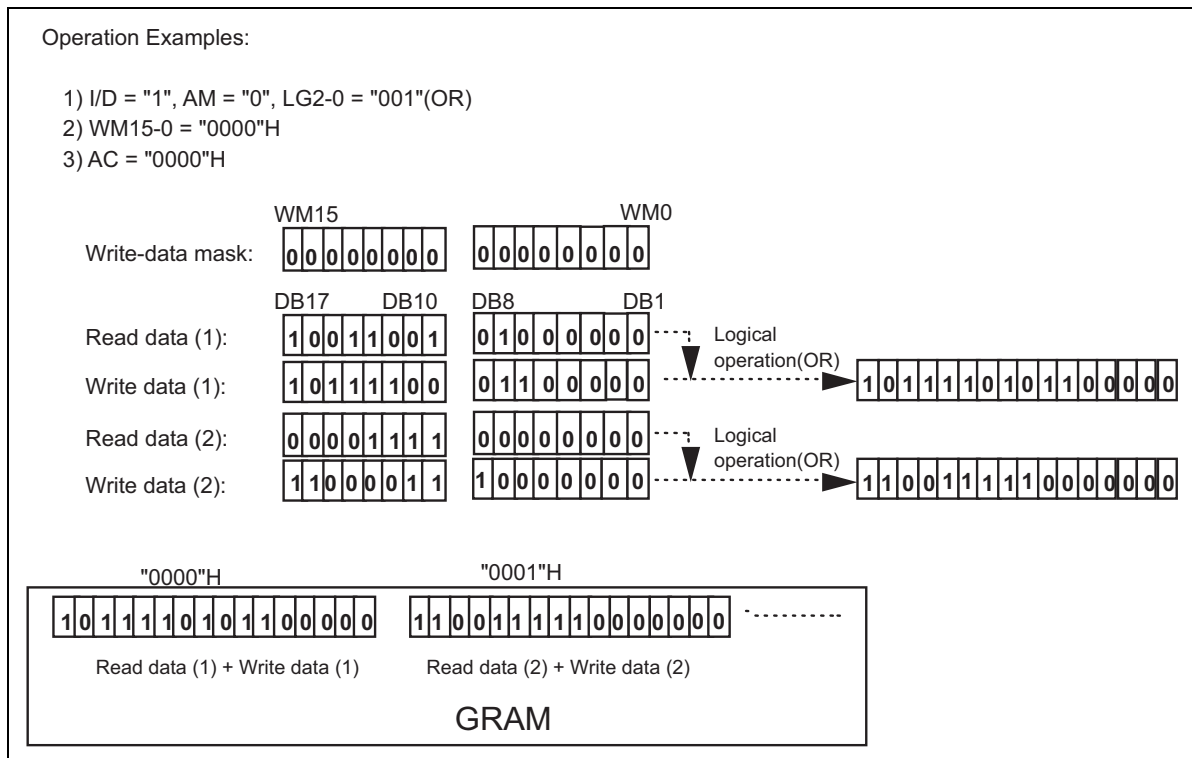 Operation Examples:
1) I/D = "1", AM = "0", LG2-0 = "001"(OR)
2) WM15-0 = "0000"H
3) AC = "0000"H
WM15 WM0
Write-data mask: 0 0 0 0 0 0 0 0 0 0 0 0 0 0 0 0
DB17 DB10 DB8 DB1
Read data (1): 1 0 0 1 1 0 0 1 0 1 0 0 0 0 0 0 Logical
operation(OR)
Write data (1): 1 0 1 1 1 1 0 0 0 1 1 0 0 0 0 0 1 0 1 1 1 1 0 1 0 1 1 0 0 0 0 0
Read data (2): 0 0 0 0 1 1 1 1 0 0 0 0 0 0 0 0 Logical
operation(OR)
Write data (2): 1 1 0 0 0 0 1 1 1 0 0 0 0 0 0 0 1 1 0 0 1 1 1 1 1 0 0 0 0 0 0 0
"0000"H "0001"H
1 0 1 1 1 1 0 1 0 1 1 0 0 0 0 0 1 1 0 0 1 1 1 1 1 0 0 0 0 0 0 0
Read data (1) + Write data (1) Read data (2) + Write data (2)
GRAM